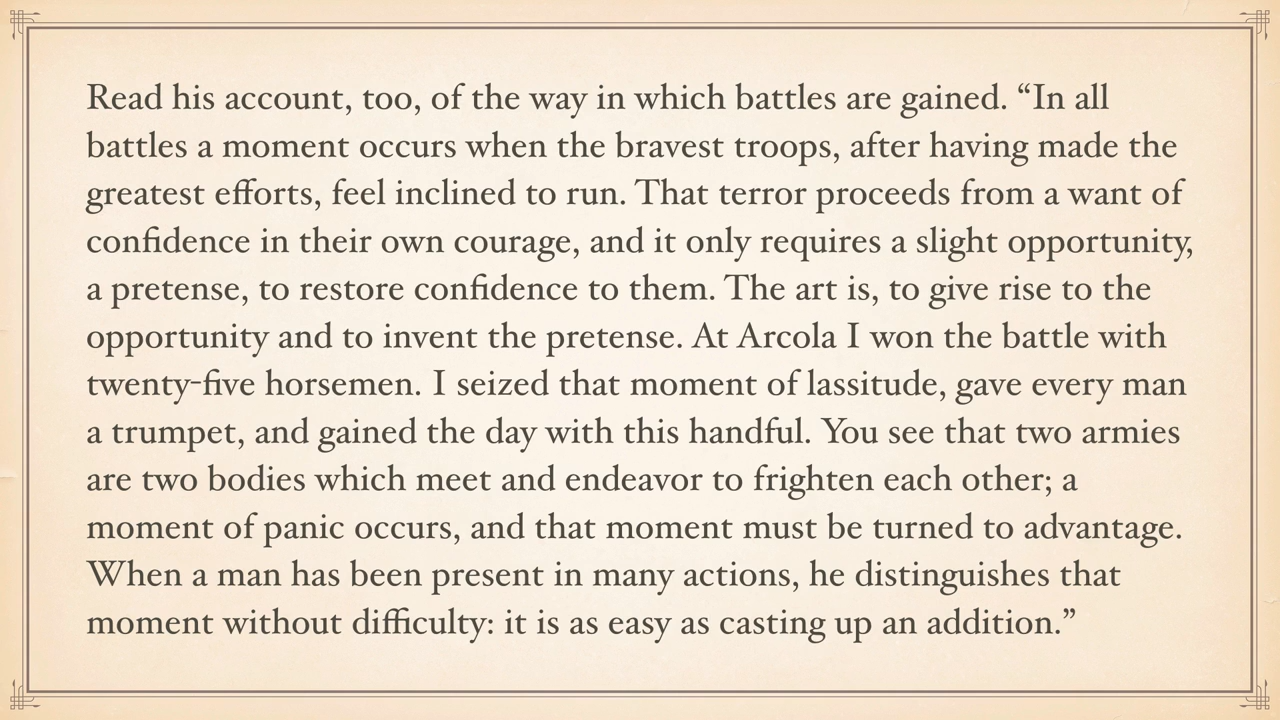 Read his account, too, of the way in which battles are gained. “In all
battles a moment occurs when the bravest troops, after having made the
greatest efforts, feel inclined to run. That terror proceeds from a want of
confidence in their own courage, and it only requires a slight opportunity,
a pretense, to restore confidence to them. The art is, to give rise to the
opportunity and to invent the pretense. At Arcola I won the battle with
twenty-five horsemen. I seized that moment of lassitude, gave every man
a trumpet, and gained the day with this handful. You see that two armies
are two bodies which meet and endeavor to frighten each other; a
moment of panic occurs, and that moment must be turned to advantage.
When a man has been present in many actions, he distinguishes that
moment without difficulty: it is as easy as casting up an addition.”